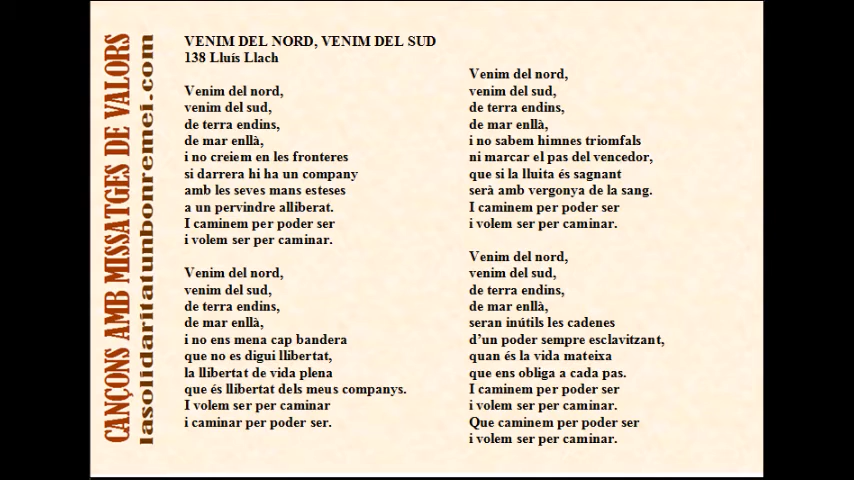 CANÇONS AMB MISSATGES DE VALORS
lasolidaritatunbonremei.com
VENIM DEL NORD, VENIM DEL SUD
138 Lluís Llach
Venim del nord,
venim del sud,
de terra endins,
de mar enllà,
i no creiem en les fronteres
si darrera hi ha un company
amb les seves mans esteses
a un pervindre alliberat.
I caminem per poder ser
i volem ser per caminar.
Venim del nord,
venim del sud,
de terra endins,
de mar enllà,
i no ens mena cap bandera
que no es digui llibertat,
la llibertat de vida plena
que és llibertat dels meus companys.
I volem ser per caminar
i caminar per poder ser.
Venim del nord,
venim del sud,
de terra endins,
de mar enllà,
i no sabem himnes triomfals
ni marcar el pas del vencedor,
que si la lluita és sagnant
serà amb vergonya de la sang.
I caminem per poder ser
i volem ser per caminar.
Venim del nord,
venim del sud,
de terra endins,
de mar enllà,
seran inútils les cadenes
d'un poder sempre esclavitzant,
quan és la vida mateixa
que ens obliga a cada pas.
I caminem per poder ser
i volem ser per caminar.
Que caminem per poder ser
i volem ser per caminar.